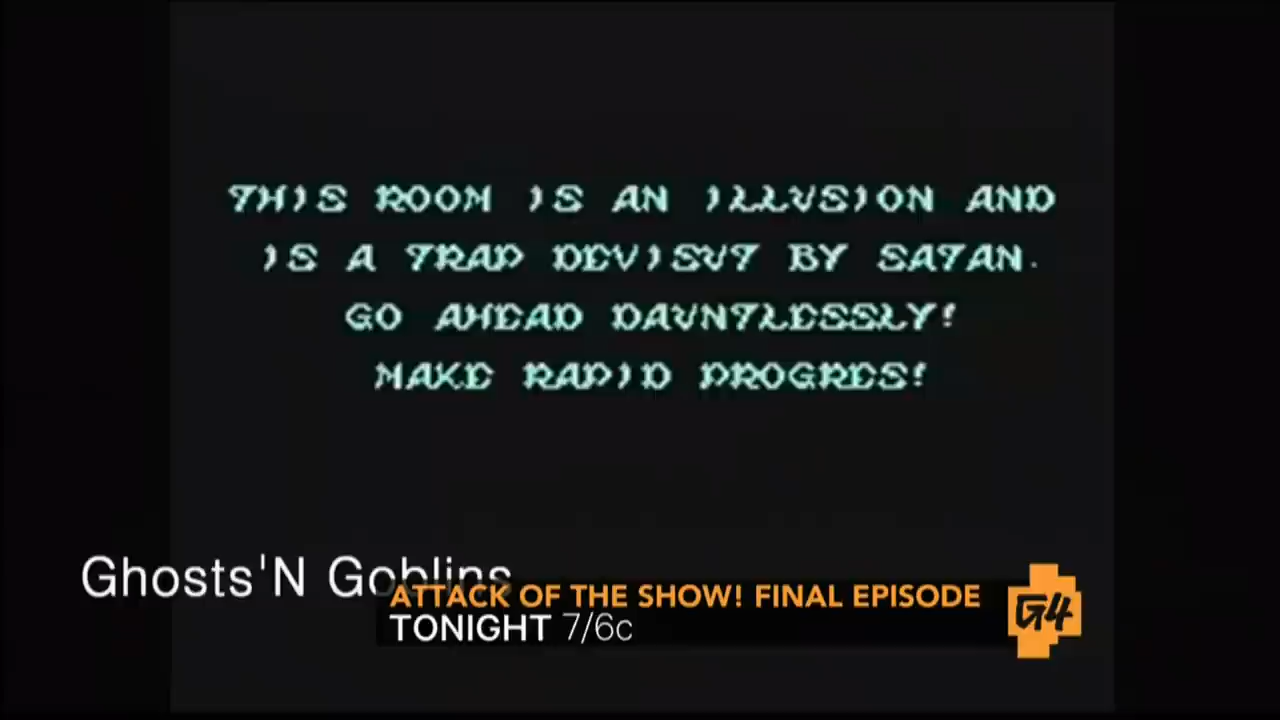 THIS ROOM IS AN ILLUSION AND
IS A TRAP DEVISUT BY SATAN.
GO AHEAD DAUNTLESSLY!
MAKE RAPID PROGRES!
Ghosts'N Goblins
ATTACK OF THE SHOW! FINAL EPISODE
TONIGHT 7/6c
G4